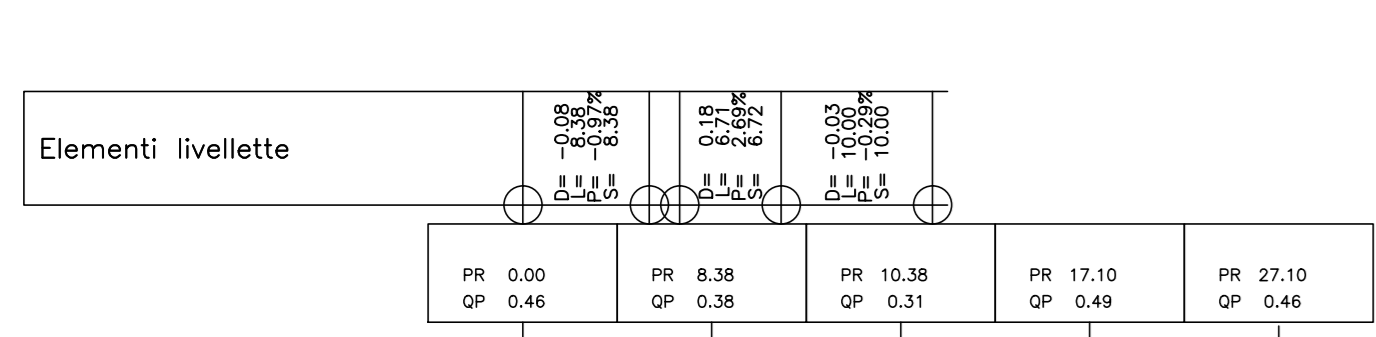 Elementi livellette
D= -0.08
L= 8.38
P= -0.97%
S= 8.38
D= 0.18
L= 6.71
P= 2.69%
S= 6.72
D= -0.03
L= 10.00
P= -0.29%
S= 10.00
PR 0.00
QP 0.46
PR 8.38
QP 0.38
PR 10.38
QP 0.31
PR 17.10
QP 0.49
PR 27.10
QP 0.46